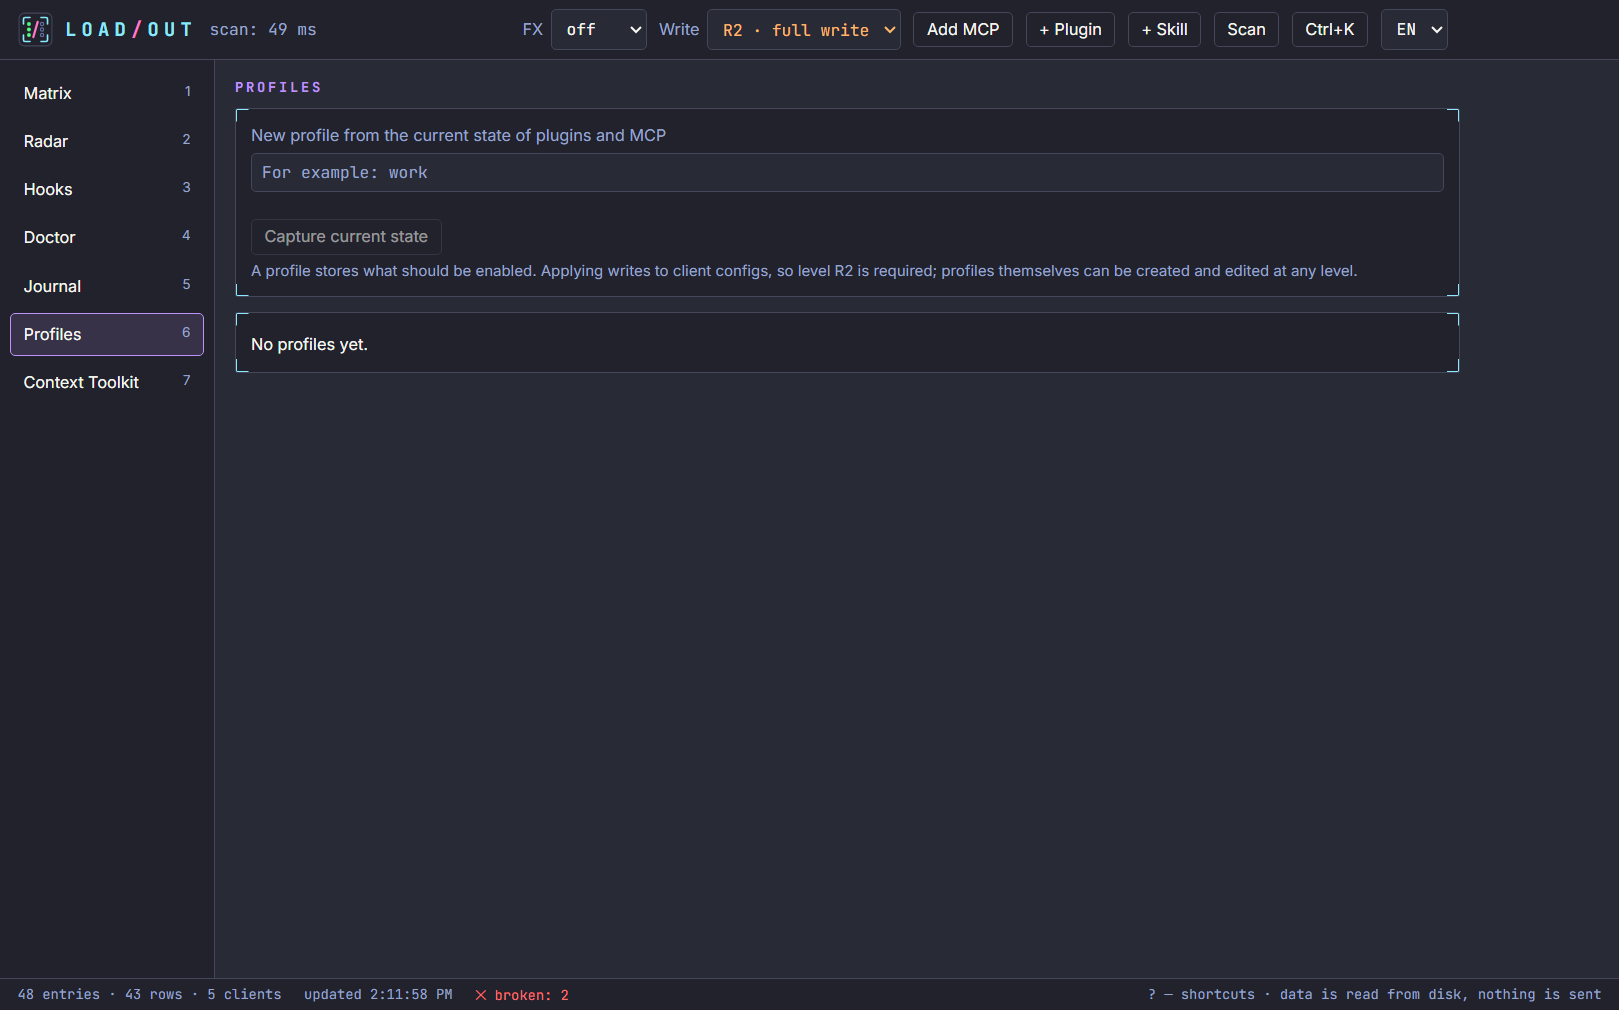 LOAD/OUT scan: 49 ms FX off Write R2 · full write Add MCP + Plugin + Skill Scan Ctrl+K EN
Matrix 1
Radar 2
Hooks 3
Doctor 4
Journal 5
Profiles 6
Context Toolkit 7
PROFILES
New profile from the current state of plugins and MCP
For example: work
Capture current state
A profile stores what should be enabled. Applying writes to client configs, so level R2 is required; profiles themselves can be created and edited at any level.
No profiles yet.
48 entries · 43 rows · 5 clients updated 2:11:58 PM ✕ broken: 2 ? — shortcuts · data is read from disk, nothing is sent